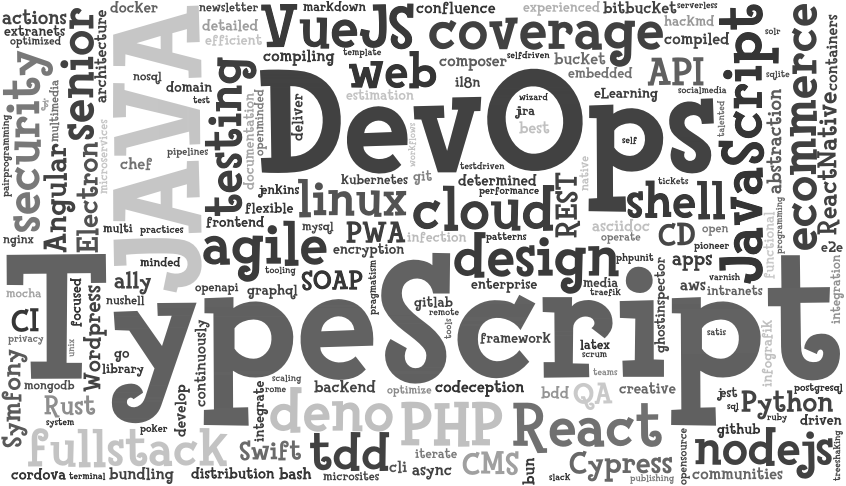 docker
newsletter
markdown
confluence
experienced
bitbucket
serverless
actions
extranets
optimized
senior
architecture
JAVA
detailed
efficient
VueJS
coverage
hackmd
compiled
JavaScript
solr
ecommerce
containers
compiling
template
composer
selfdriven
bucket
embedded
API
sqlite
web
il8n
eLearning
socialmedia
nosql
domain
test
testing
estimation
DevOps
wizard
jra
best
talented
security
multimedia
pairprogramming
microservices
documentation
openminded
deliver
workflows
self
abstraction
ReactNative
chef
pipelines
testdriven
native
Angular
Electron
Kubernetes
git
determined
performance
tickets
jenkins
linux
cloud
REST
shell
programming
functional
flexible
frontend
mysql
PWA
infection
patterns
asciidoc
operate
CD
open
pioneer
e2e
nginx
multi
practices
agile
encryption
design
phpunit
apps
varnish
minded
tooling
SOAP
pragmatism
enterprise
media
traefik
ghostinspector
aws
intranets
integration
TypeScript
ally
openapi
graphql
mocha
focused
nushell
gitlab
remote
tools
CI
privacy
unix
Wordpress
go
library
continuously
framework
latex
scrum
satis
infografik
Symfony
mongodb
scaling
rome
teams
backend
optimize
codeception
bdd
QA
creative
jest
sql
Python
postgresql
ruby
Rust
system
poker
develop
integrate
deno
PHP
React
github
driven
fullstack
Swift
tdd
iterate
CMS
bun
Cypress
opensource
nodejs
treeshaking
cordova
terminal
bundling
distribution
bash
microsites
cli
async
slack
publishing
communities